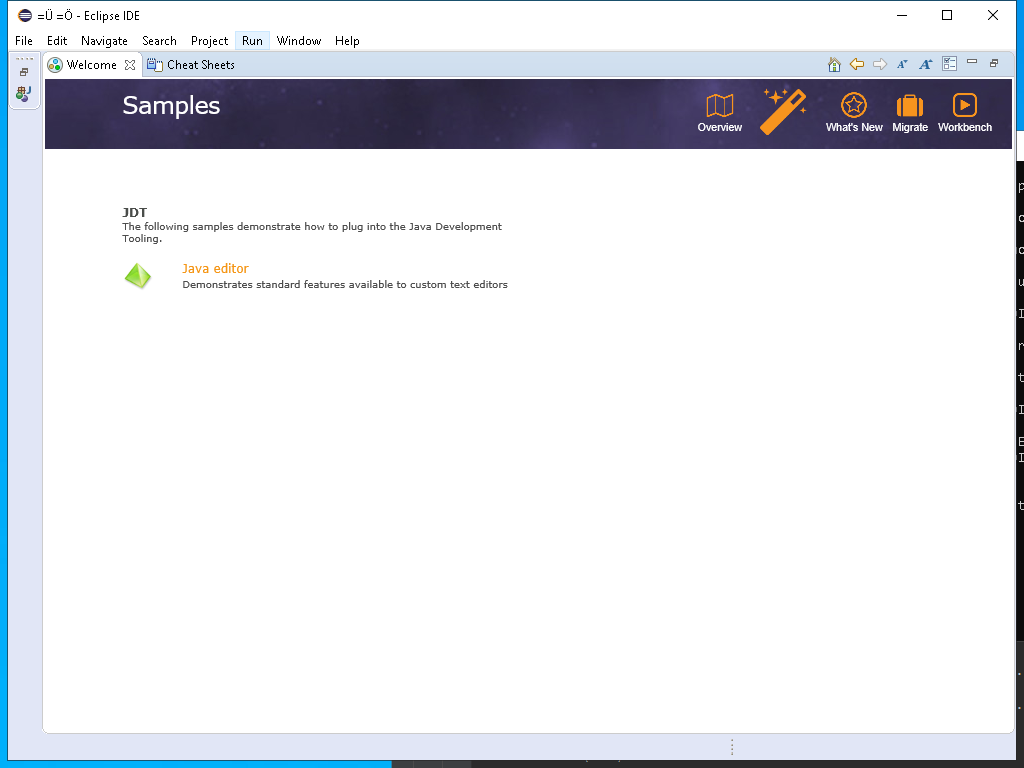 =Ü =Ö - Eclipse IDE
File Edit Navigate Search Project Run Window Help
Welcome Cheat Sheets
Samples
Overview What's New Migrate Workbench
JDT
The following samples demonstrate how to plug into the Java Development
Tooling.
Java editor
Demonstrates standard features available to custom text editors